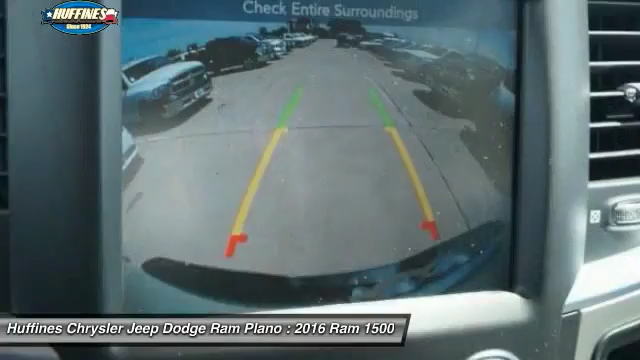 HUFFINES
Since 1924
Check Entire Surroundings
Huffines Chrysler Jeep Dodge Ram Plano : 2016 Ram 1500